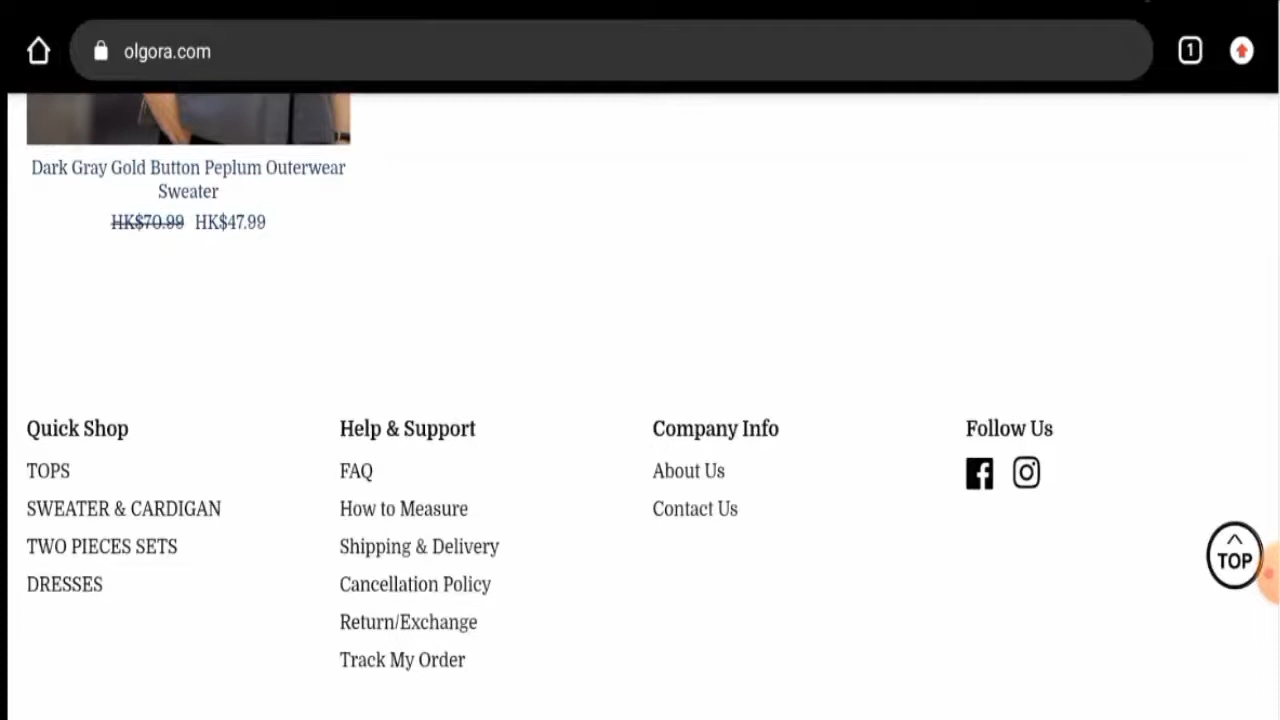 olgora.com
1
Dark Gray Gold Button Peplum Outerwear
Sweater
HK$70.99 HK$47.99
Quick Shop
TOPS
SWEATER & CARDIGAN
TWO PIECES SETS
DRESSES
Help & Support
FAQ
How to Measure
Shipping & Delivery
Cancellation Policy
Return/Exchange
Track My Order
Company Info
About Us
Contact Us
Follow Us
TOP